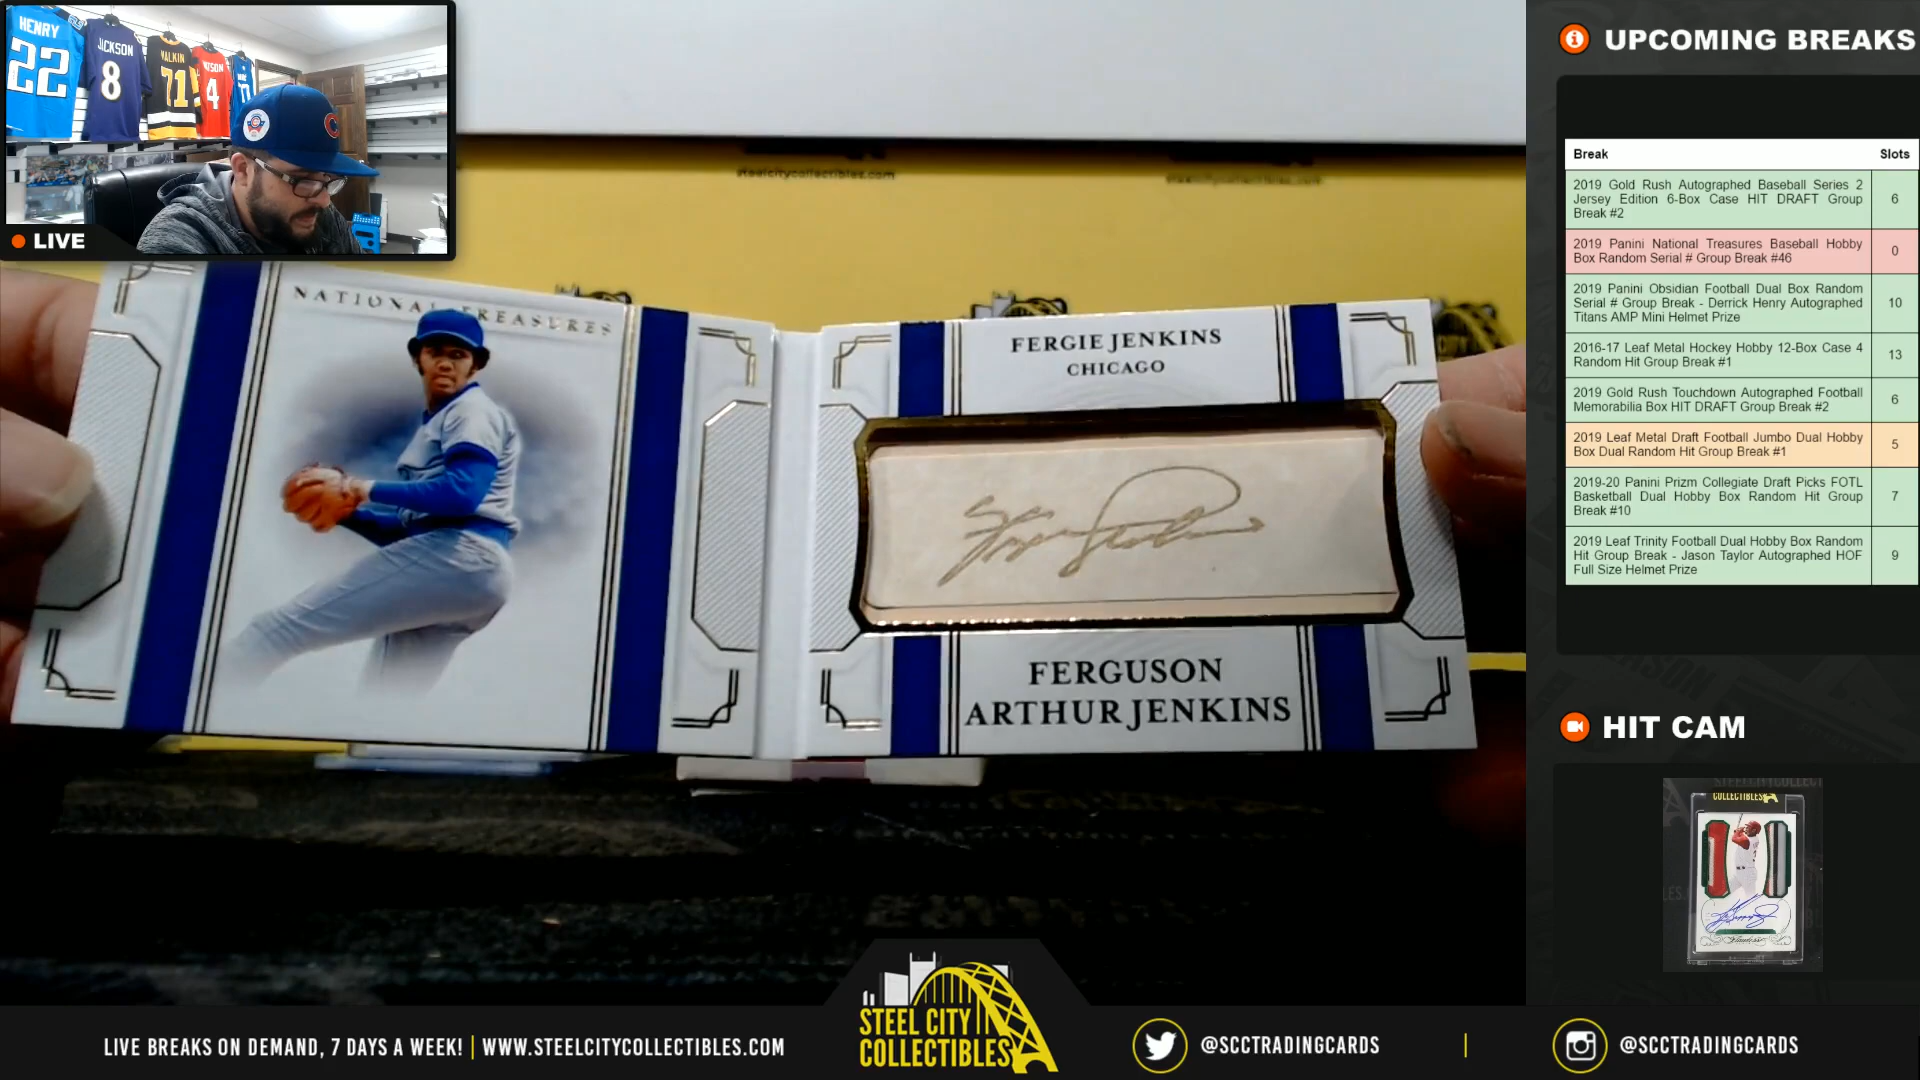 HENRY
22
JACKSON
8
MALKIN
71
4
LIVE
steelcitycollectibles.com
NATIONAL TREASURES
FERGIE JENKINS
CHICAGO
FERGUSON
ARTHUR JENKINS
UPCOMING BREAKS
Break Slots
2019 Gold Rush Autographed Baseball Series 2
Jersey Edition 6-Box Case HIT DRAFT Group
Break #2
6
2019 Panini National Treasures Baseball Hobby
Box Random Serial # Group Break #46
0
2019 Panini Obsidian Football Dual Box Random
Serial # Group Break - Derrick Henry Autographed
Titans AMP Mini Helmet Prize
10
2016-17 Leaf Metal Hockey Hobby 12-Box Case 4
Random Hit Group Break #1
13
2019 Gold Rush Touchdown Autographed Football
Memorabilia Box HIT DRAFT Group Break #2
6
2019 Leaf Metal Draft Football Jumbo Dual Hobby
Box Dual Random Hit Group Break #1
5
2019-20 Panini Prizm Collegiate Draft Picks FOTL
Basketball Dual Hobby Box Random Hit Group
Break #10
7
2019 Leaf Trinity Football Dual Hobby Box Random
Hit Group Break - Jason Taylor Autographed HOF
Full Size Helmet Prize
9
HIT CAM
COLLECTIBLES
LIVE BREAKS ON DEMAND, 7 DAYS A WEEK! | WWW.STEELCITYCOLLECTIBLES.COM
STEEL CITY
COLLECTIBLES
@SCCTRADINGCARDS
|
@SCCTRADINGCARDS